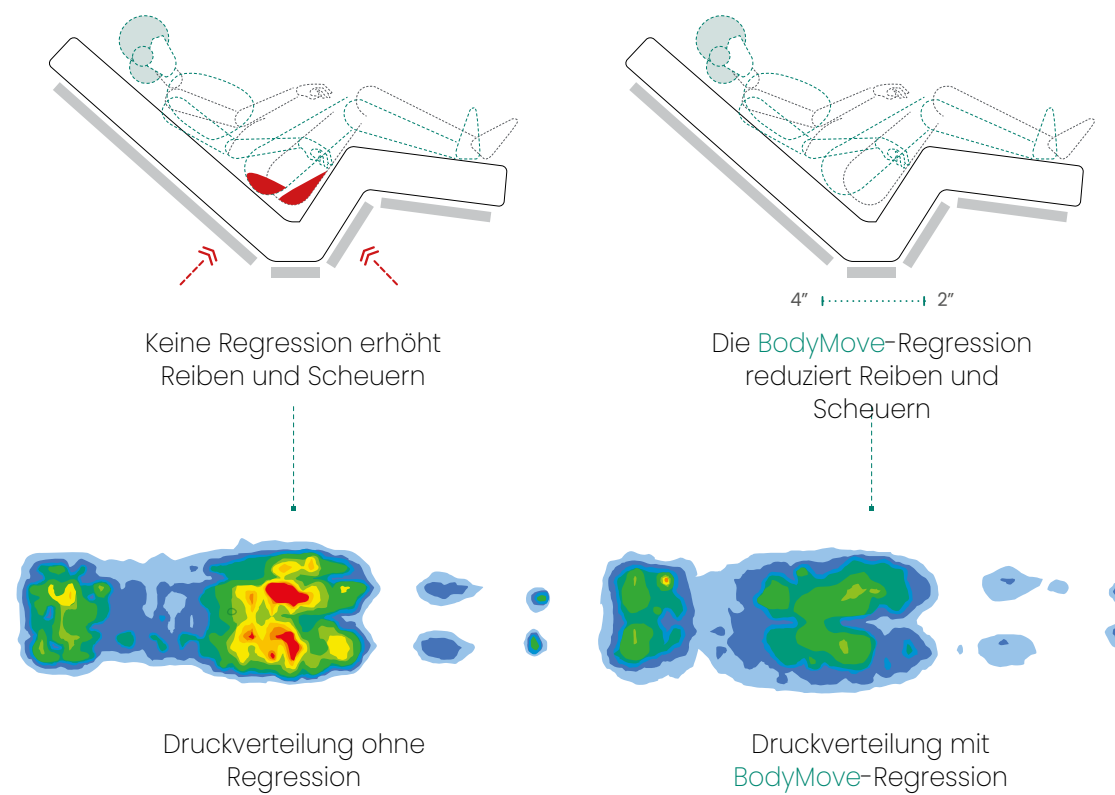 4” 2”
Keine Regression erhöht
Reiben und Scheuern
Die BodyMove-Regression
reduziert Reiben und
Scheuern
Druckverteilung ohne
Regression
Druckverteilung mit
BodyMove-Regression